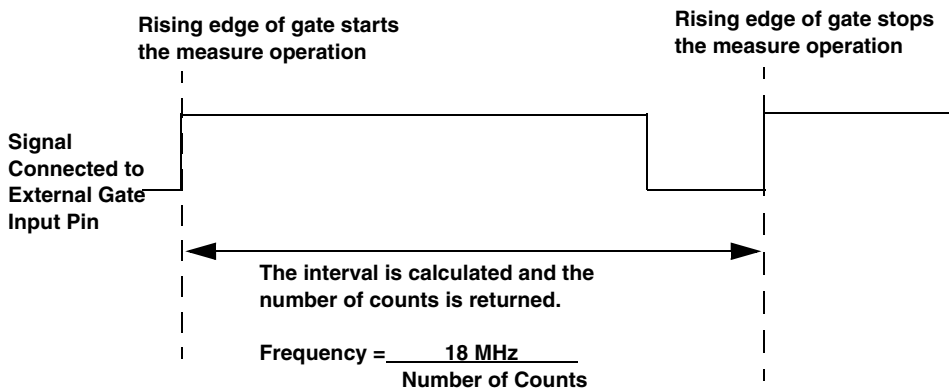 Rising edge of gate starts
the measure operation
Rising edge of gate stops
the measure operation
Signal
Connected to
External Gate
Input Pin
The interval is calculated and the
number of counts is returned.
Frequency = 18 MHz
Number of Counts